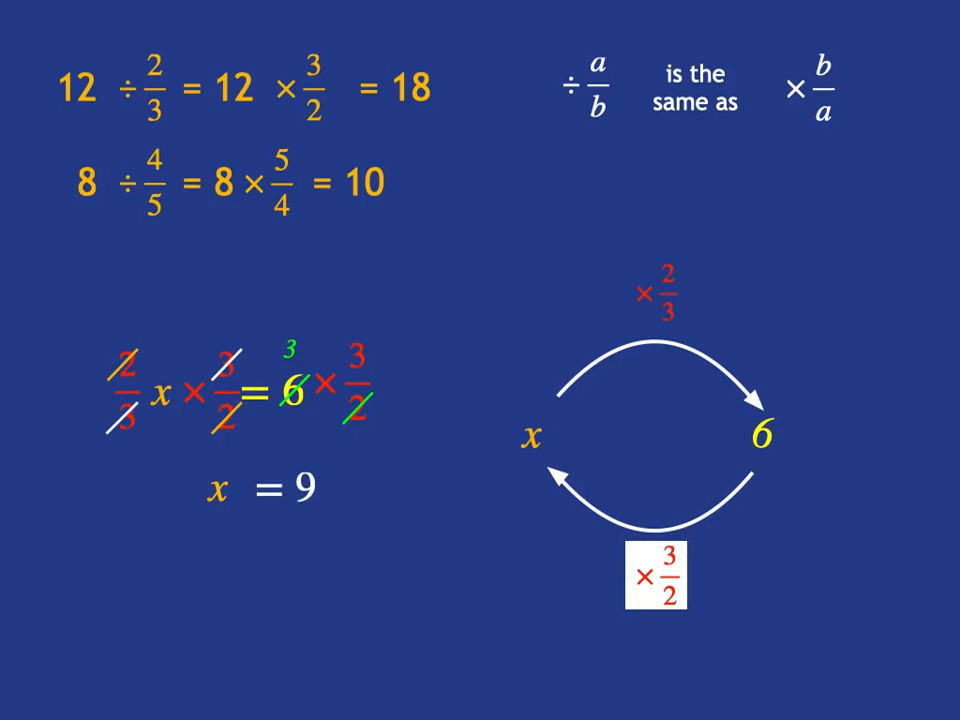 12 ÷ 2/3 = 12 × 3/2 = 18
÷ a/b is the same as × b/a
8 ÷ 4/5 = 8 × 5/4 = 10
× 2/3
3
2/3 x × 3/2 = 6 × 3/2
x 6
x = 9
× 3/2